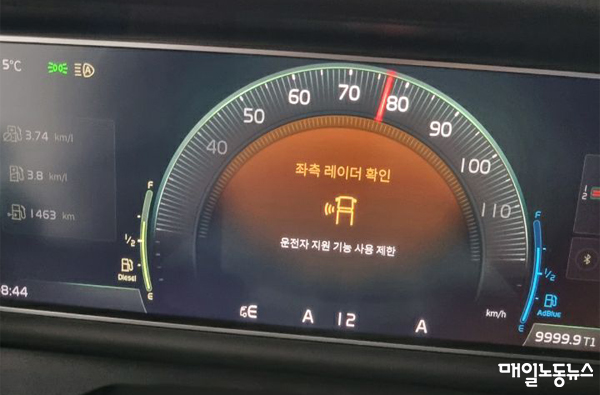 5°C
3.74 km/l
3.8 km/l
1463 km
F
1/2
Diesel
E
8:44
40 50 60 70 80 90 100 110
좌측 레이더 확인
운전자 지원 기능 사용 제한
E A 12 A
km/h
F
1/2
AdBlue
E
1
2
9999.9 T1
매일노동뉴스